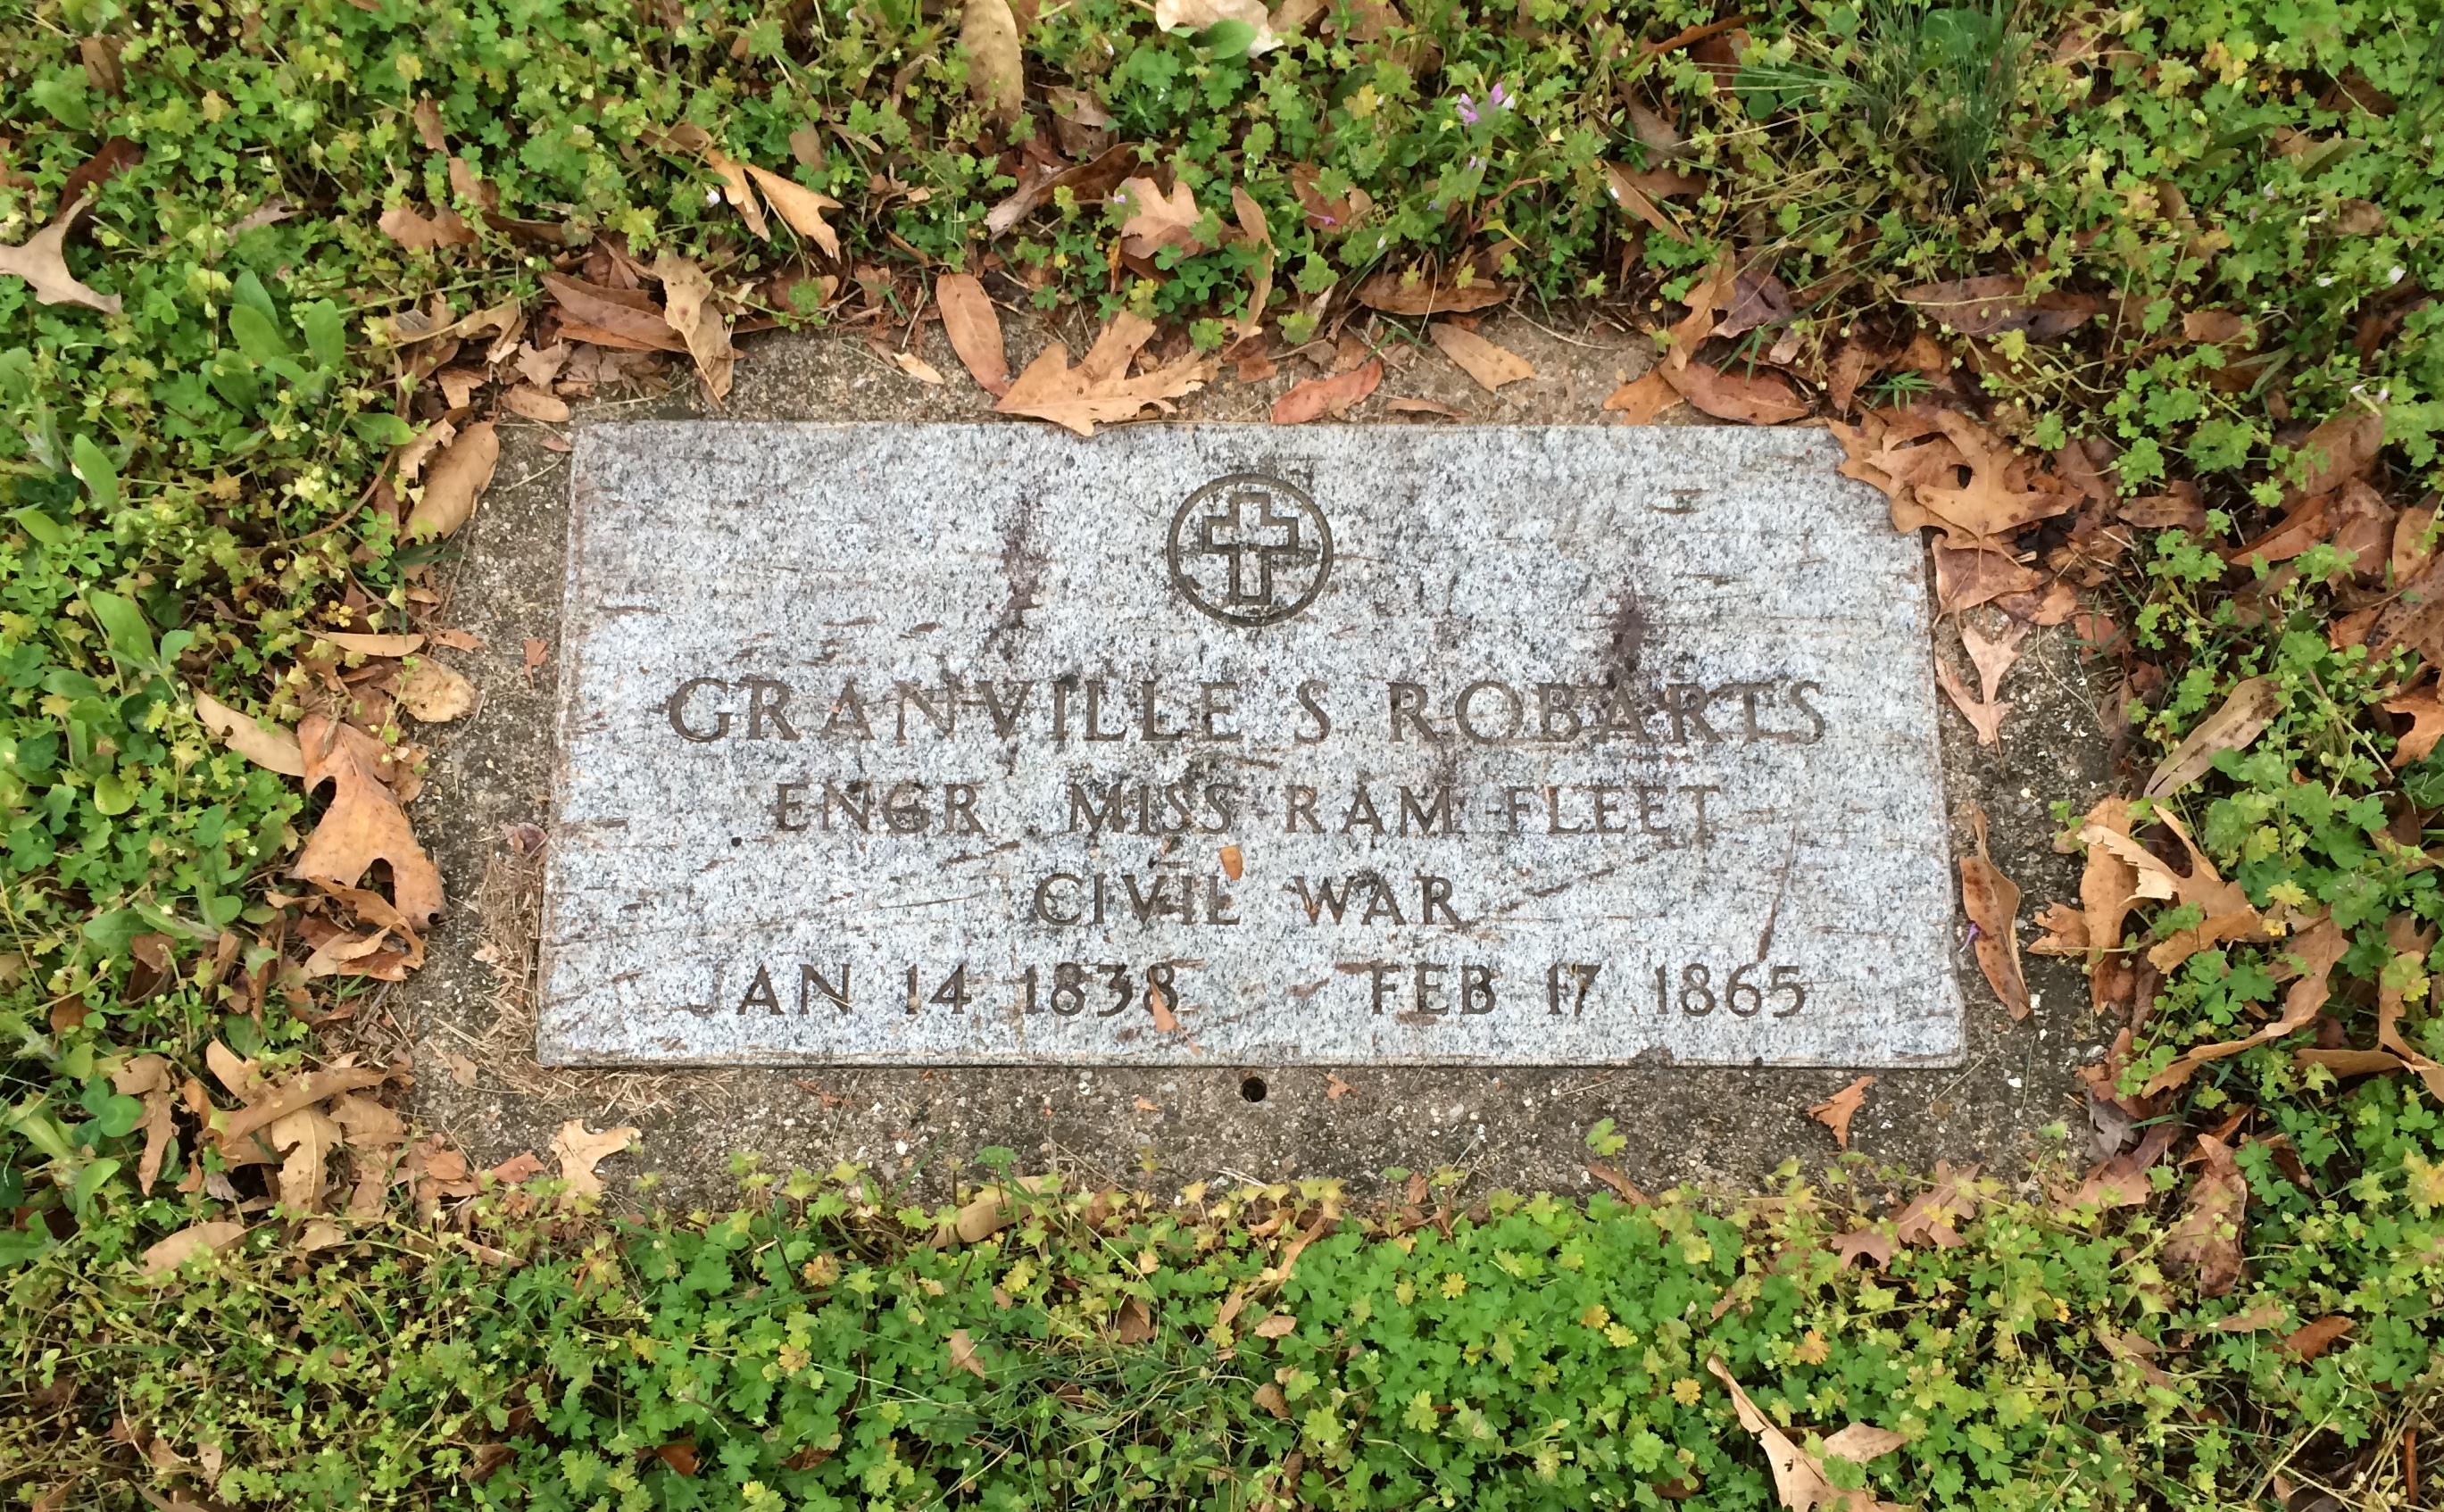 GRANVILLE S ROBARTS
ENGR MISS RAM FLEET
CIVIL WAR
JAN 14 1838 FEB 17 1865